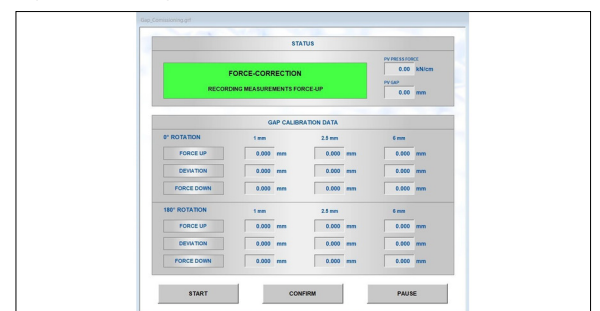 Gap_Comissioning.grf
STATUS
PV PRESS FORCE
0.00 kN/cm
FORCE-CORRECTION
PV GAP
RECORDING MEASUREMENTS FORCE-UP
0.00 mm
GAP CALIBRATION DATA
0° ROTATION 1 mm 2.5 mm 6 mm
FORCE UP 0.000 mm 0.000 mm 0.000 mm
DEVIATION 0.000 mm 0.000 mm 0.000 mm
FORCE DOWN 0.000 mm 0.000 mm 0.000 mm
180° ROTATION 1 mm 2.5 mm 6 mm
FORCE UP 0.000 mm 0.000 mm 0.000 mm
DEVIATION 0.000 mm 0.000 mm 0.000 mm
FORCE DOWN 0.000 mm 0.000 mm 0.000 mm
START CONFIRM PAUSE